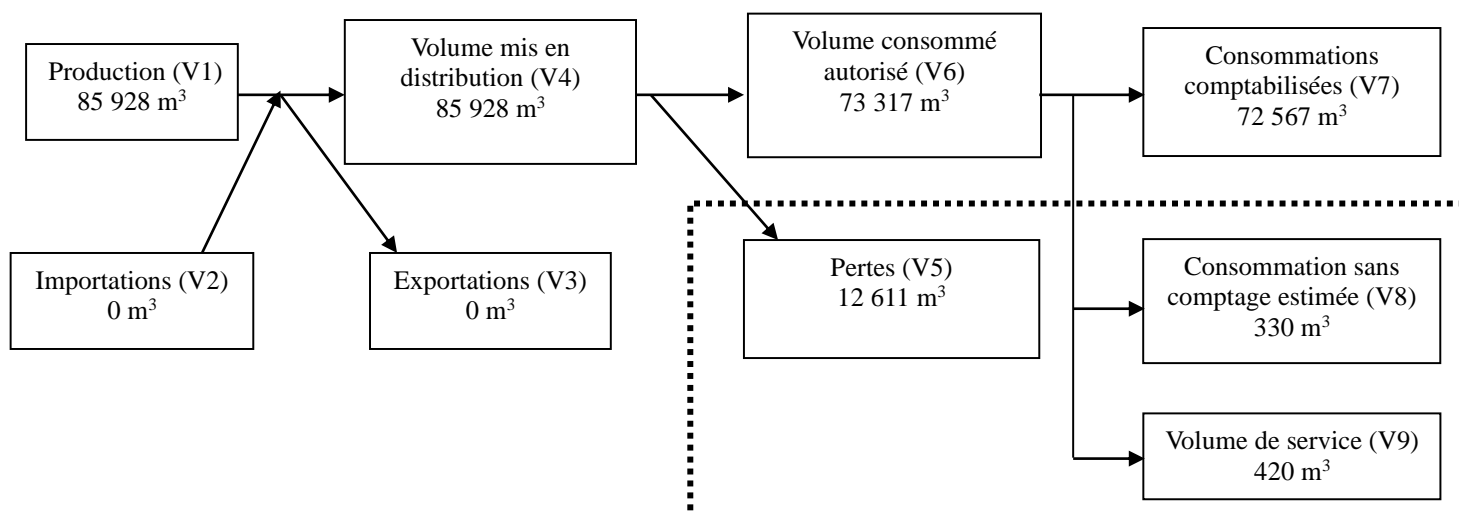 Production (V1)
85 928 m³
Volume mis en
distribution (V4)
85 928 m³
Volume consommé
autorisé (V6)
73 317 m³
Consommations
comptabilisées (V7)
72 567 m³
Importations (V2)
0 m³
Exportations (V3)
0 m³
Pertes (V5)
12 611 m³
Consommation sans
comptage estimée (V8)
330 m³
Volume de service (V9)
420 m³